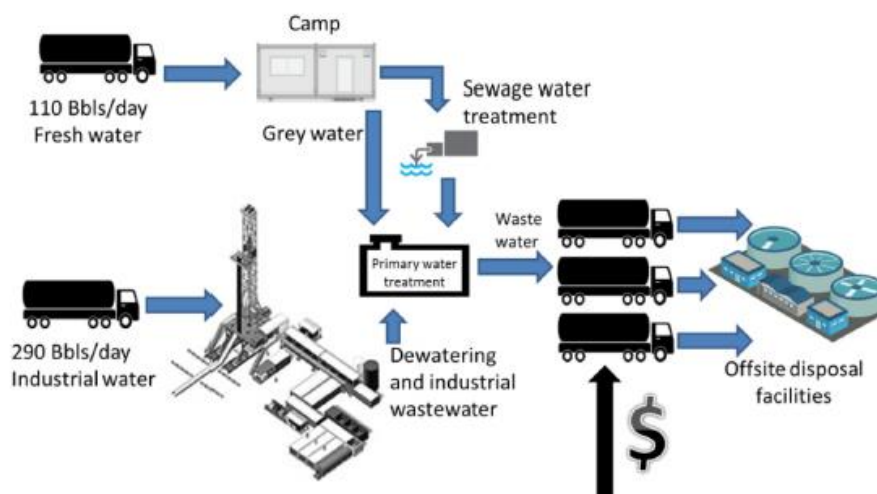 Camp
110 Bbls/day
Fresh water
Grey water
Sewage water
treatment
Waste
water
Primary water
treatment
290 Bbls/day
Industrial water
Dewatering
and industrial
wastewater
Offsite disposal
facilities
$